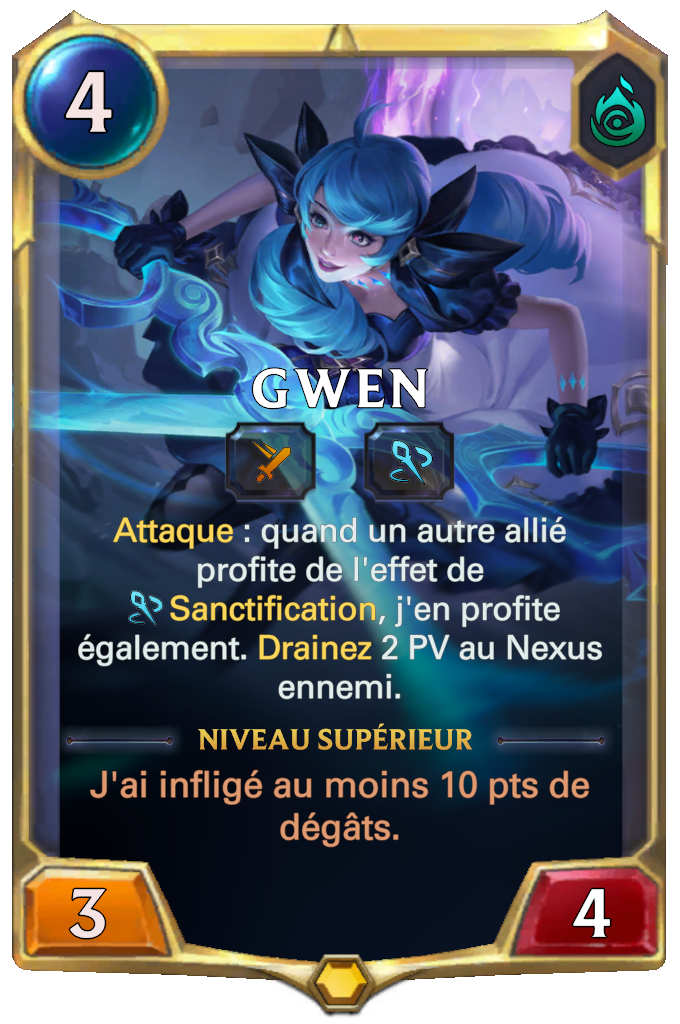 4
GWEN
Attaque : quand un autre allié
profite de l'effet de
Sanctification, j'en profite
également. Drainez 2 PV au Nexus
ennemi.
NIVEAU SUPÉRIEUR
J'ai infligé au moins 10 pts de
dégâts.
3
4